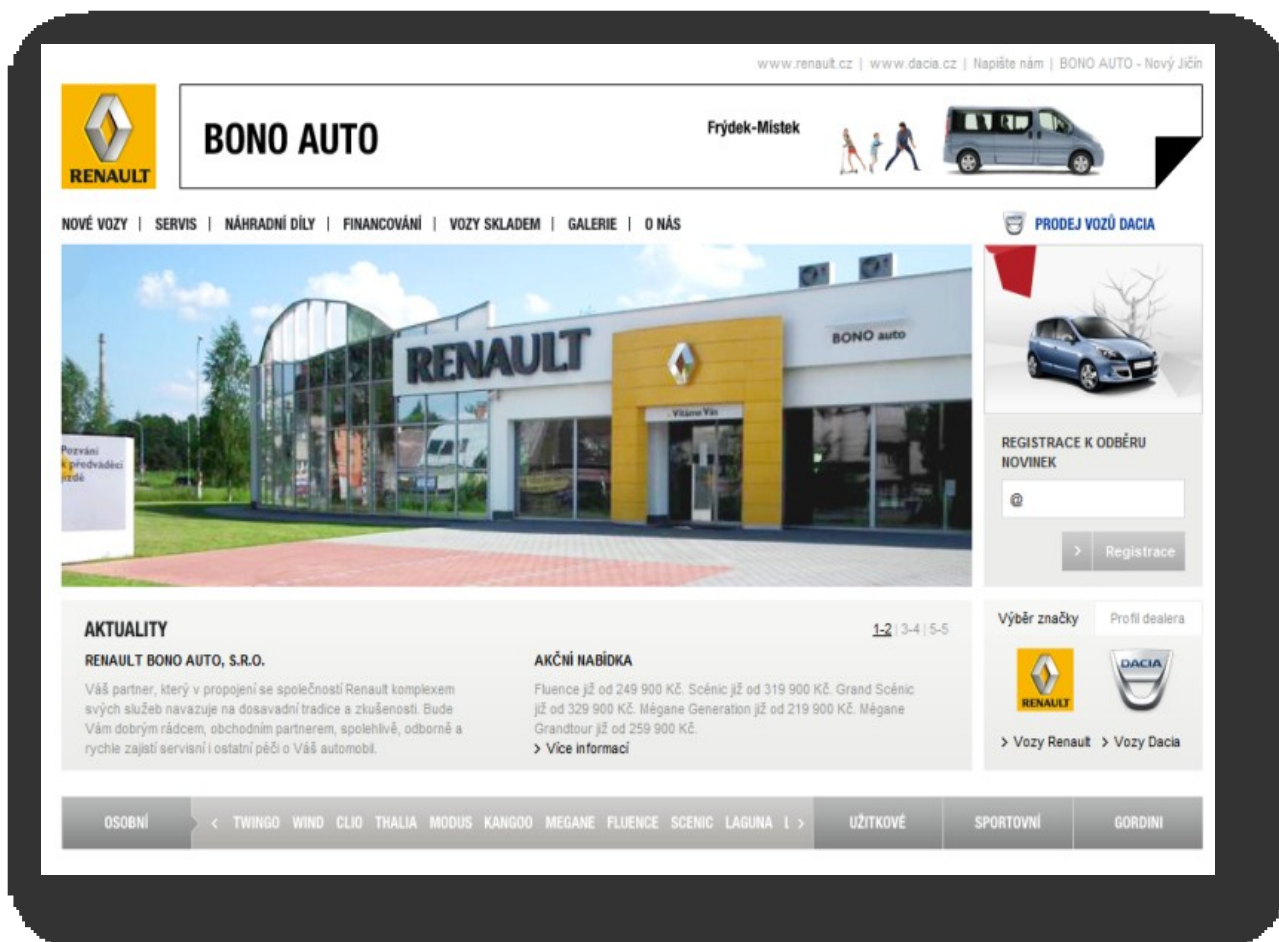 www.renault.cz | www.dacia.cz | Napište nám | BONO AUTO - Nový Jičín
RENAULT
BONO AUTO
Frýdek-Místek
NOVÉ VOZY | SERVIS | NÁHRADNÍ DÍLY | FINANCOVÁNÍ | VOZY SKLADEM | GALERIE | O NÁS
PRODEJ VOZŮ DACIA
RENAULT
BONO auto
Vítáme Vás
Pozvání
k předváděcí
jízdě
REGISTRACE K ODBĚRU
NOVINEK
@
> Registrace
AKTUALITY
1-2 | 3-4 | 5-5
RENAULT BONO AUTO, S.R.O.
Váš partner, který v propojení se společností Renault komplexem
svých služeb navazuje na dosavadní tradice a zkušenosti. Bude
Vám dobrým rádcem, obchodním partnerem, spolehlivě, odborně a
rychle zajistí servisní i ostatní péči o Váš automobil.
AKČNÍ NABÍDKA
Fluence již od 249 900 Kč. Scénic již od 319 900 Kč. Grand Scénic
již od 329 900 Kč. Mégane Generation již od 219 900 Kč. Mégane
Grandtour již od 259 900 Kč.
> Více informací
Výběr značky
Profil dealera
RENAULT
DACIA
> Vozy Renault > Vozy Dacia
OSOBNÍ < TWINGO WIND CLIO THALIA MODUS KANGOO MEGANE FLUENCE SCENIC LAGUNA L > UŽITKOVÉ SPORTOVNÍ GORDINI